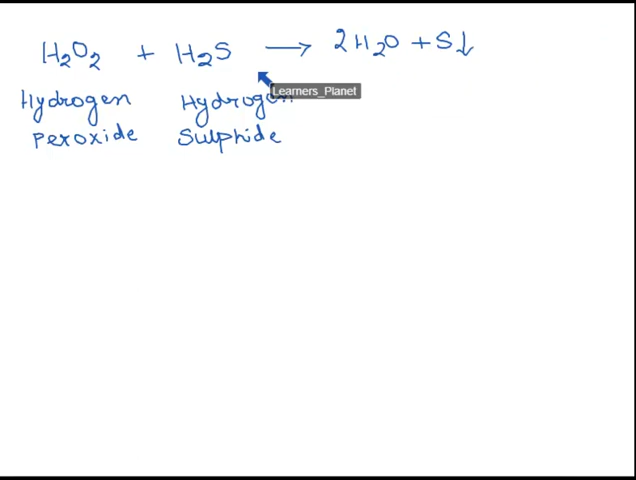 H₂O₂ + H₂S → 2H₂O + S↓
Learners_Planet
Hydrogen Hydrogen
Peroxide Sulphide